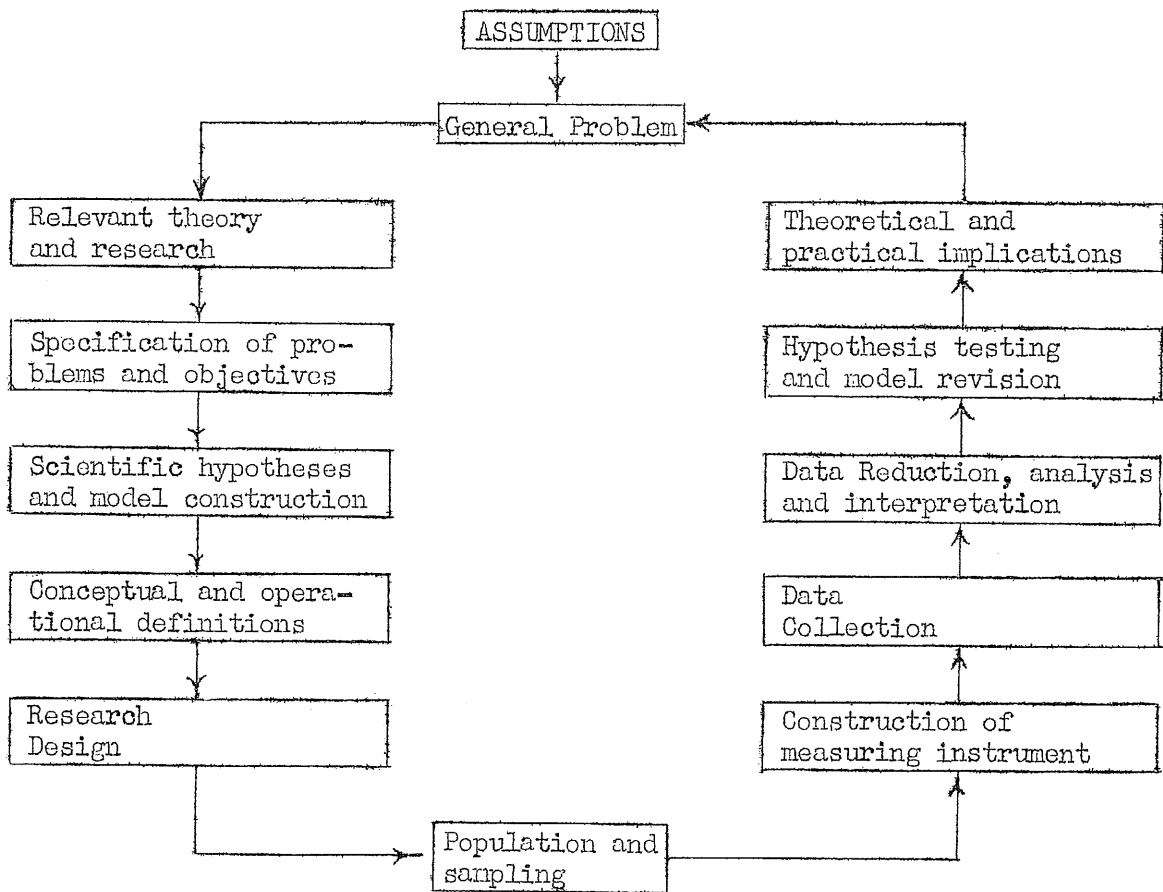 ASSUMPTIONS
General Problem
Relevant theory
and research
Specification of pro-
blems and objectives
Scientific hypotheses
and model construction
Conceptual and opera-
tional definitions
Research
Design
Population and
sampling
Construction of
measuring instrument
Data
Collection
Data Reduction, analysis
and interpretation
Hypothesis testing
and model revision
Theoretical and
practical implications